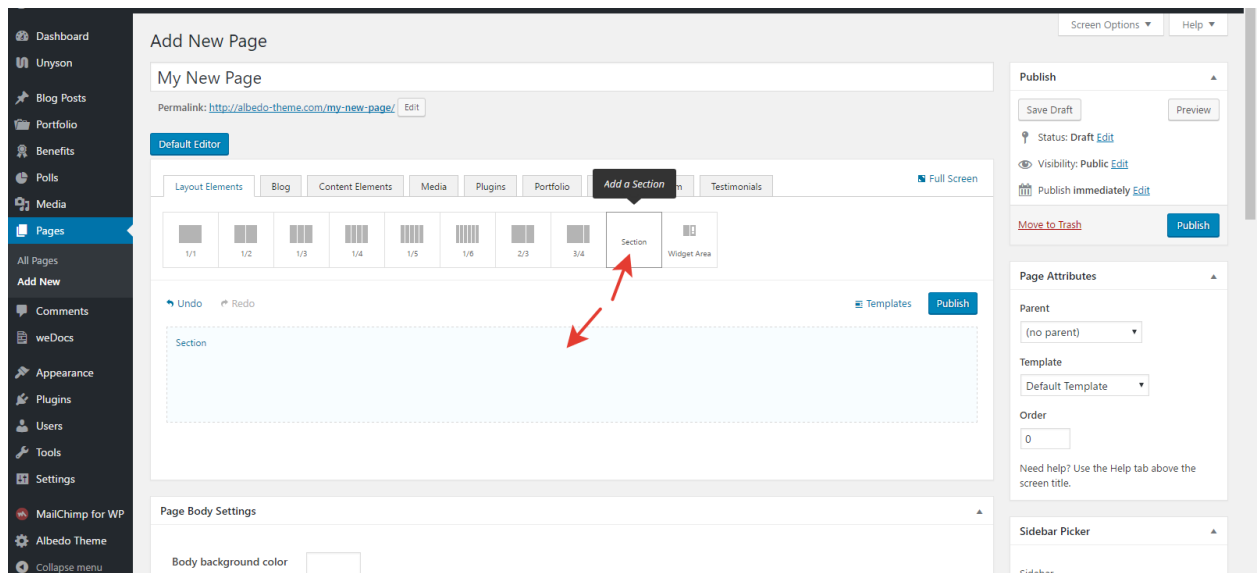 Screen Options ▼
Help ▼
Dashboard
Unyson
Blog Posts
Portfolio
Benefits
Polls
Media
Pages
All Pages
Add New
Comments
weDocs
Appearance
Plugins
Users
Tools
Settings
MailChimp for WP
Albedo Theme
Collapse menu
Add New Page
My New Page
Permalink: http://albedo-theme.com/my-new-page/ Edit
Default Editor
Layout Elements Blog Content Elements Media Plugins Portfolio Testimonials
Add a Section
Full Screen
1/1 1/2 1/3 1/4 1/5 1/6 2/3 3/4 Section Widget Area
Undo Redo Templates Publish
Section
Page Body Settings
Body background color
Publish
Save Draft Preview
Status: Draft Edit
Visibility: Public Edit
Publish immediately Edit
Move to Trash Publish
Page Attributes
Parent
(no parent)
Template
Default Template
Order
0
Need help? Use the Help tab above the
screen title.
Sidebar Picker
Sidebar